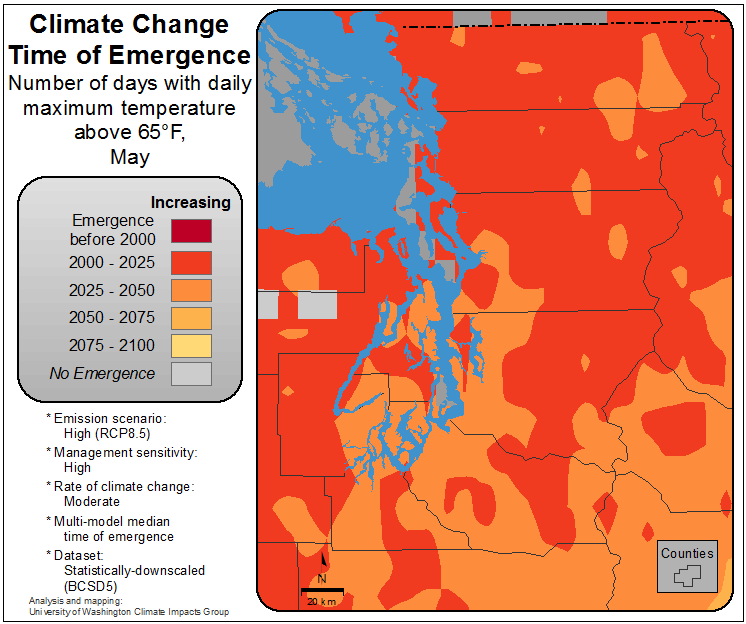 Climate Change
Time of Emergence
Number of days with daily
maximum temperature
above 65°F,
May
Increasing
Emergence
before 2000
2000 - 2025
2025 - 2050
2050 - 2075
2075 - 2100
No Emergence
* Emission scenario:
High (RCP8.5)
* Management sensitivity:
High
* Rate of climate change:
Moderate
* Multi-model median
time of emergence
* Dataset:
Statistically-downscaled
(BCSD5)
Analysis and mapping:
University of Washington Climate Impacts Group
N
20 km
Counties